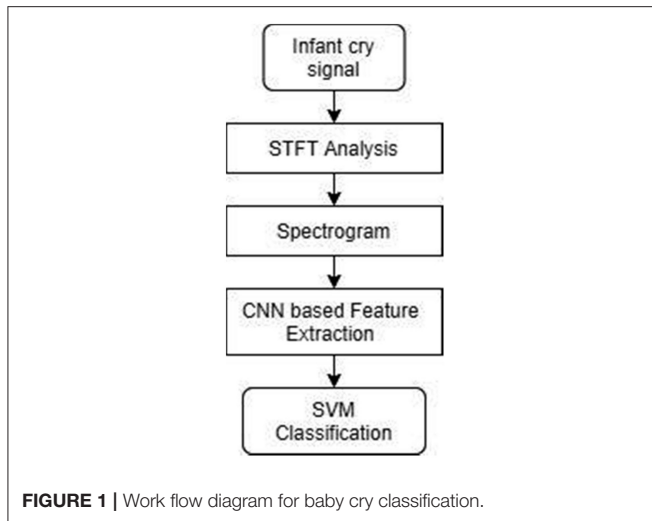 Infant cry
signal
STFT Analysis
Spectrogram
CNN based Feature
Extraction
SVM
Classification
FIGURE 1 | Work flow diagram for baby cry classification.